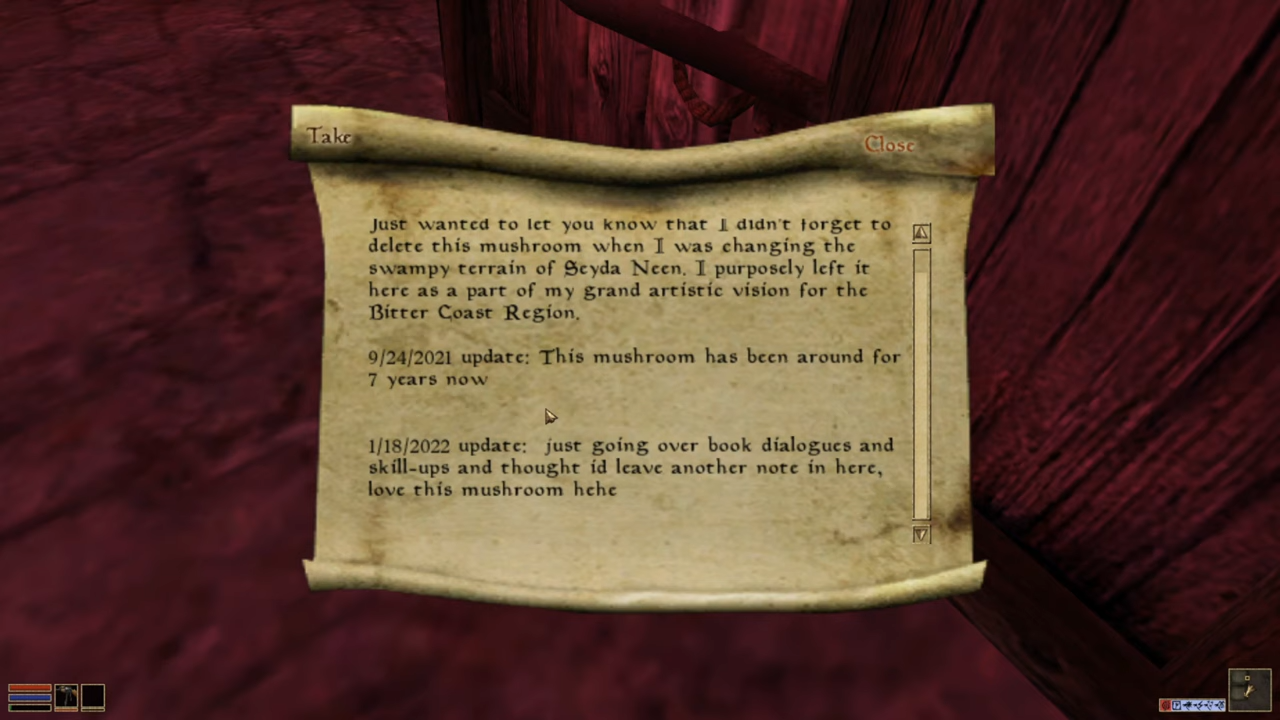 Take
Close
Just wanted to let you know that I didn't forget to
delete this mushroom when I was changing the
swampy terrain of Seyda Neen. I purposely left it
here as a part of my grand artistic vision for the
Bitter Coast Region.
9/24/2021 update: This mushroom has been around for
7 years now
1/18/2022 update:  just going over book dialogues and
skill-ups and thought id leave another note in here,
love this mushroom hehe